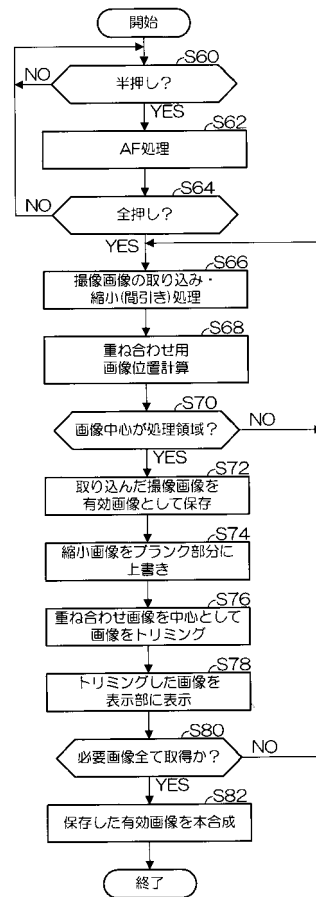 開始
S60
NO
半押し?
YES
S62
AF処理
S64
NO
全押し?
YES
S66
撮像画像の取り込み・
縮小(間引き)処理
S68
重ね合わせ用
画像位置計算
S70
画像中心が処理領域?
NO
YES
S72
取り込んだ撮像画像を
有効画像として保存
S74
縮小画像をブランク部分に
上書き
S76
重ね合わせ画像を中心として
画像をトリミング
S78
トリミングした画像を
表示部に表示
S80
必要画像全て取得か?
NO
YES
S82
保存した有効画像を本合成
終了